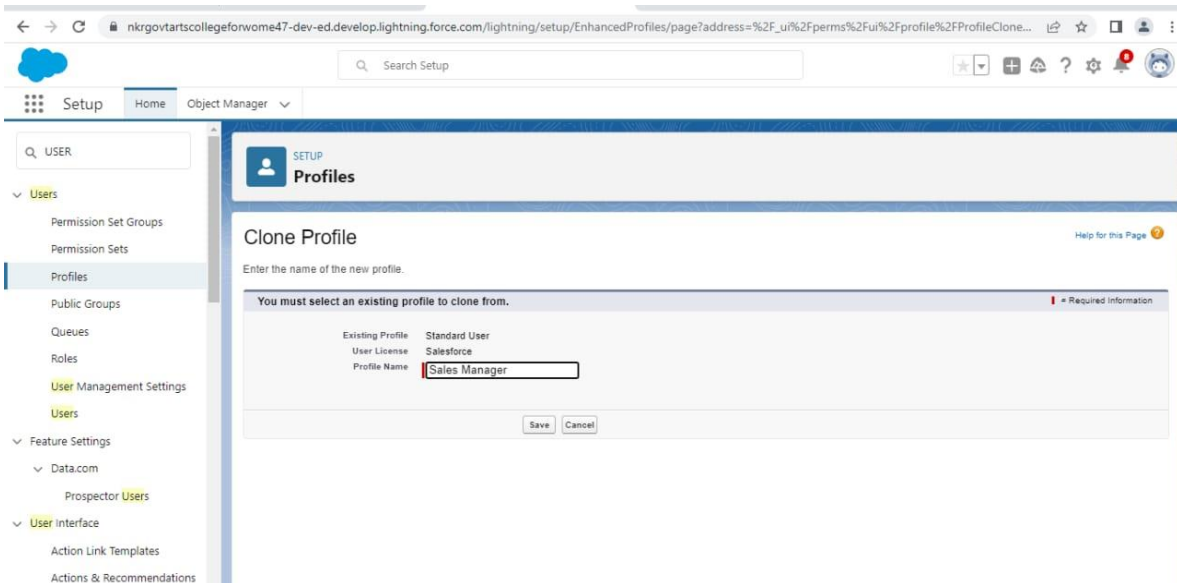 nkrgovtartscollegeforwome47-dev-ed.develop.lightning.force.com/lightning/setup/EnhancedProfiles/page?address=%2F_ui%2Fperms%2Fui%2Fprofile%2FProfileClone...
Search Setup
8
Setup
Home
Object Manager
USER
Users
Permission Set Groups
Permission Sets
Profiles
Public Groups
Queues
Roles
User Management Settings
Users
Feature Settings
Data.com
Prospector Users
User Interface
Action Link Templates
Actions & Recommendations
SETUP
Profiles
Clone Profile
Help for this Page
Enter the name of the new profile.
You must select an existing profile to clone from.
= Required Information
Existing Profile Standard User
User License Salesforce
Profile Name Sales Manager
Save Cancel